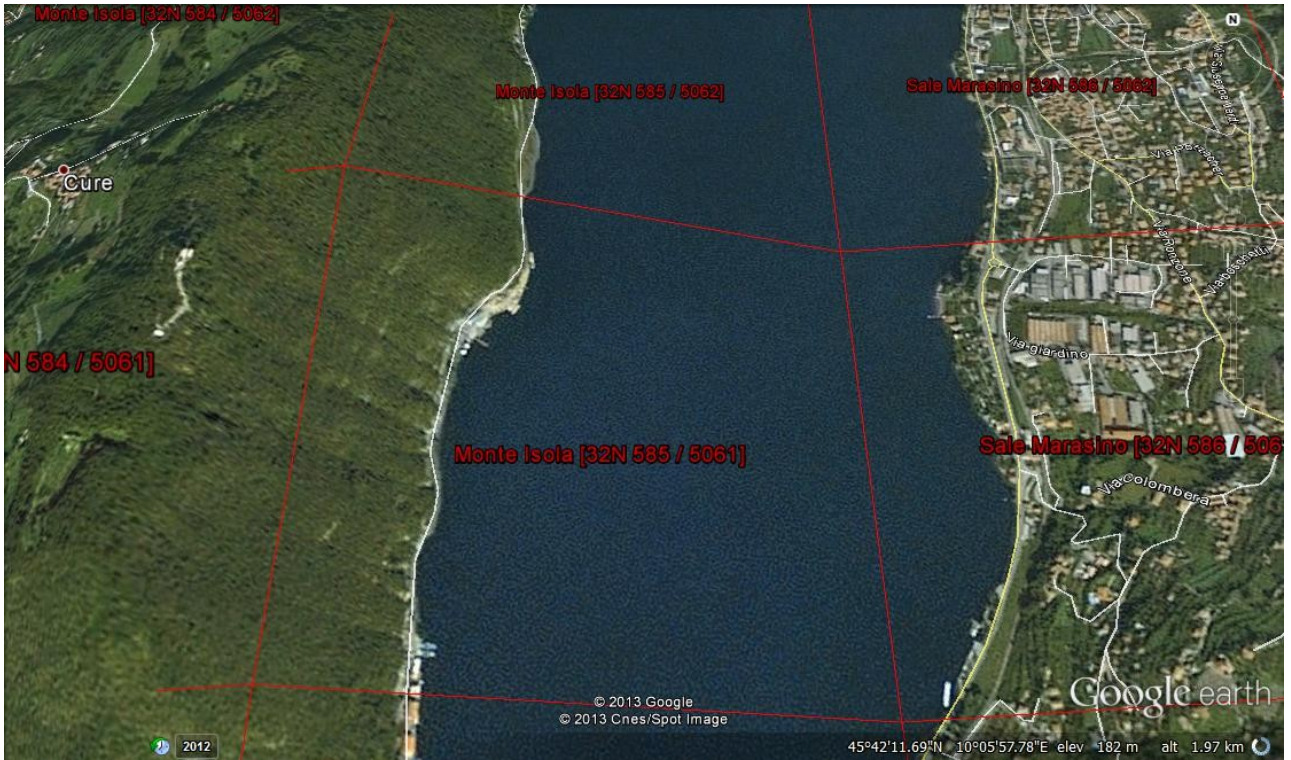 Monte Isola [32N 584 / 5062]
N
Monte Isola [32N 585 / 5062]
Sale Marasino [32N 586 / 5062]
Cure
Via Ronzone
N 584 / 5061]
Via giardino
Monte Isola [32N 585 / 5061]
Sale Marasino [32N 586 / 506
Via Colombera
Google earth
© 2013 Google
© 2013 Cnes/Spot Image
2012
45°42'11.69"N 10°05'57.78"E elev 182 m alt 1.97 km